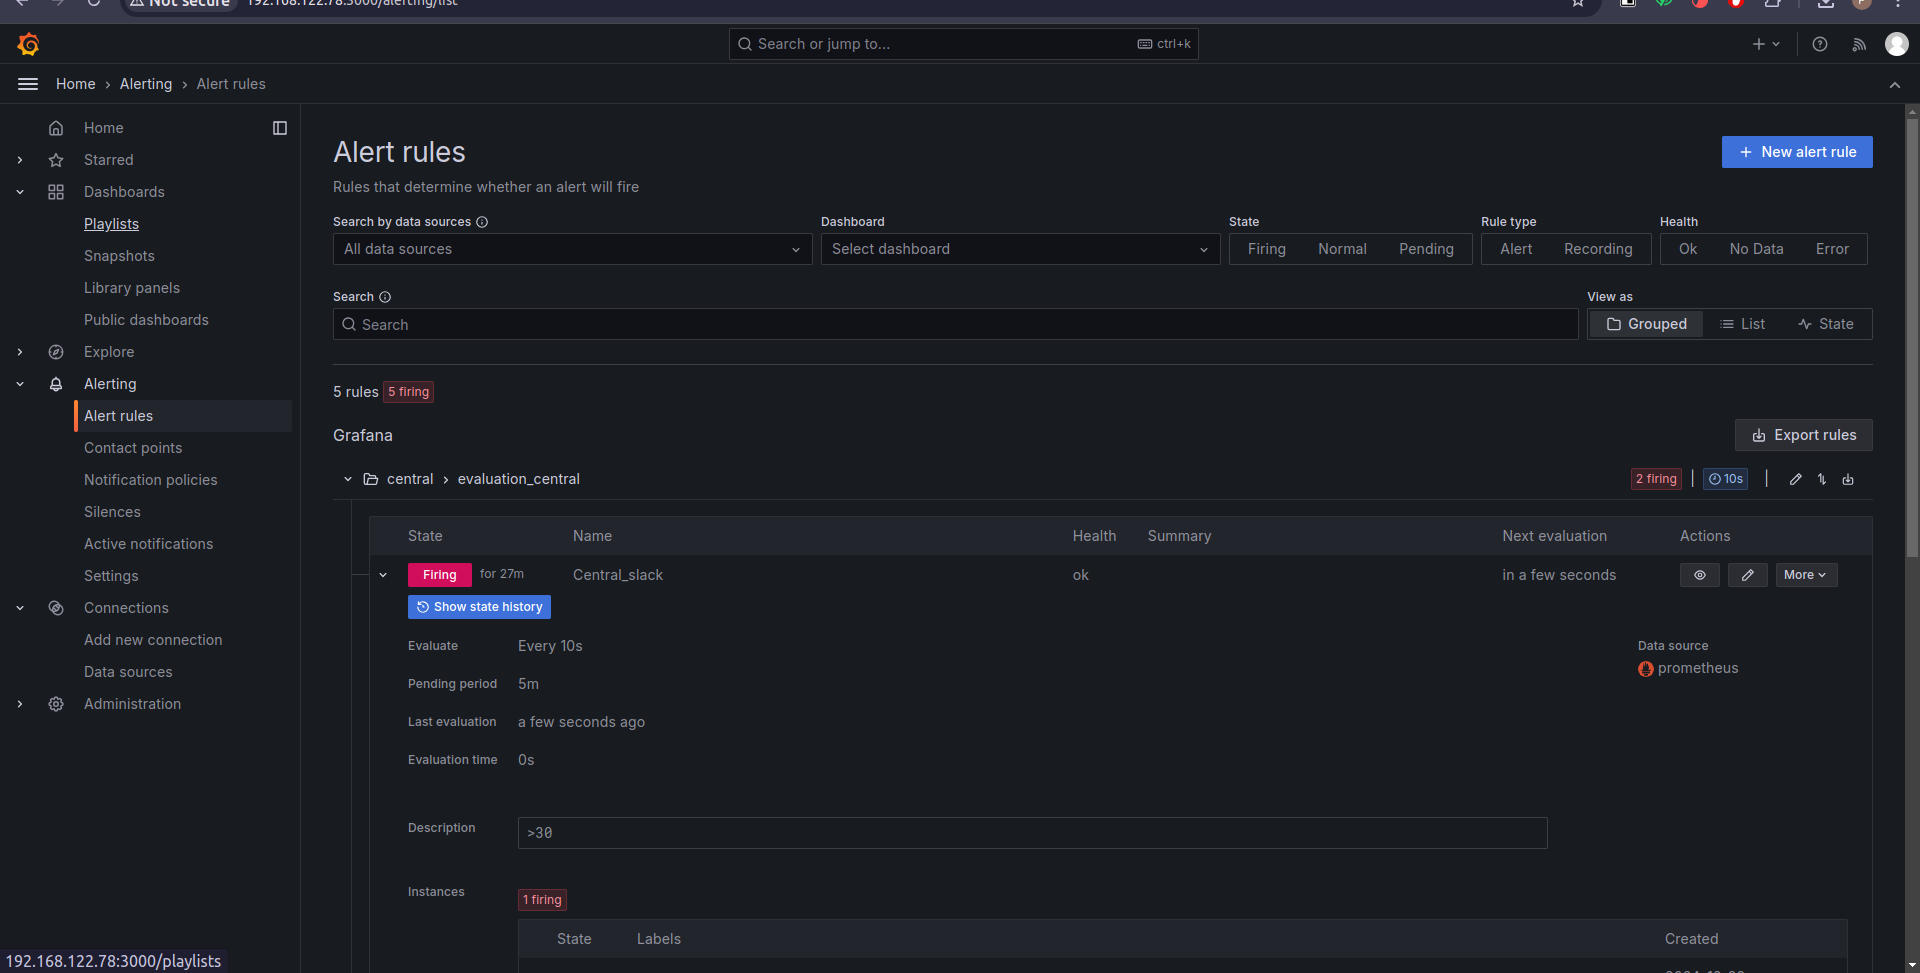 Not secure 192.168.122.78:3000/alerting/list
Search or jump to... ctrl+k
Home › Alerting › Alert rules
Home
Starred
Dashboards
Playlists
Snapshots
Library panels
Public dashboards
Explore
Alerting
Alert rules
Contact points
Notification policies
Silences
Active notifications
Settings
Connections
Add new connection
Data sources
Administration
Alert rules
+ New alert rule
Rules that determine whether an alert will fire
Search by data sources Dashboard State Rule type Health
All data sources Select dashboard Firing Normal Pending Alert Recording Ok No Data Error
Search View as
Search Grouped List State
5 rules 5 firing
Grafana Export rules
central › evaluation_central 2 firing 10s
State Name Health Summary Next evaluation Actions
Firing for 27m Central_slack ok in a few seconds More
Show state history
Evaluate Every 10s Data source
prometheus
Pending period 5m
Last evaluation a few seconds ago
Evaluation time 0s
Description >30
Instances 1 firing
State Labels Created
192.168.122.78:3000/playlists